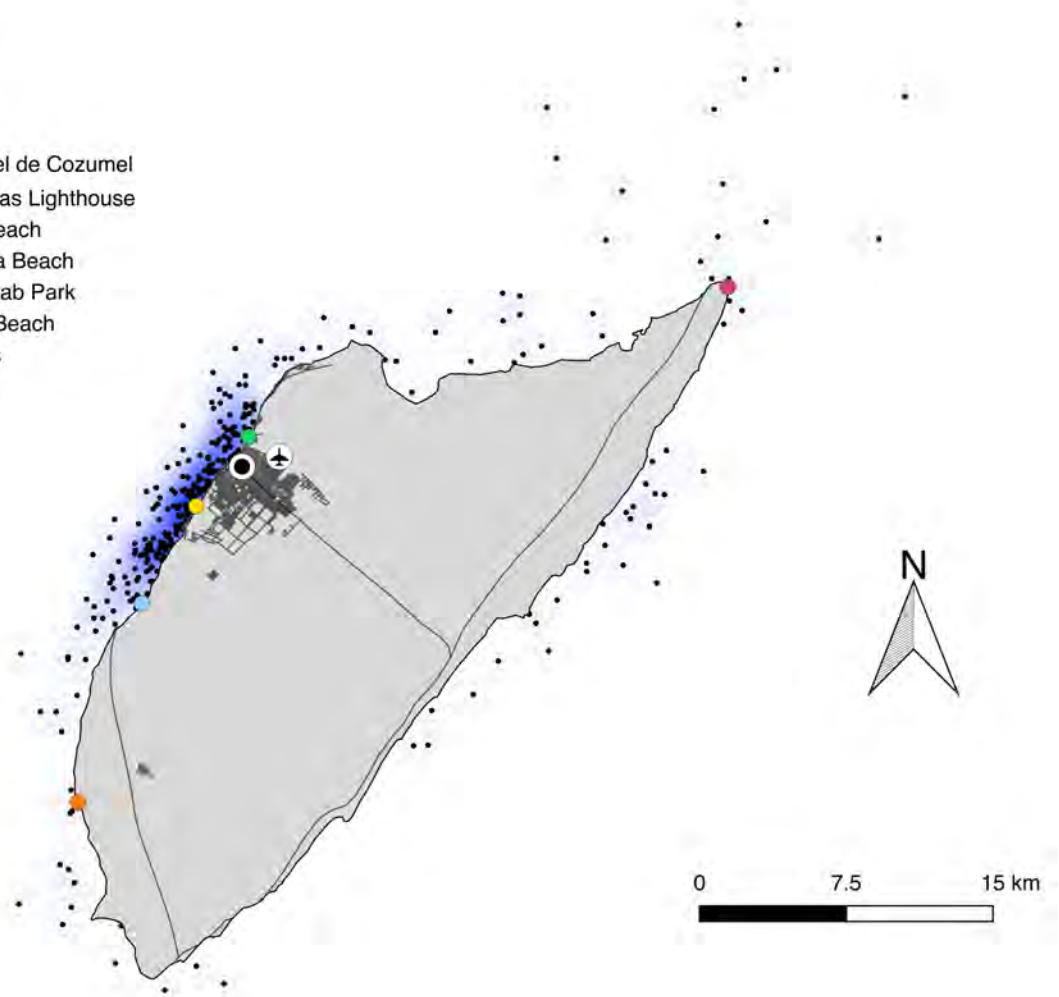 el de Cozumel
as Lighthouse
each
a Beach
ab Park
Beach
s
N
0 7.5 15 km